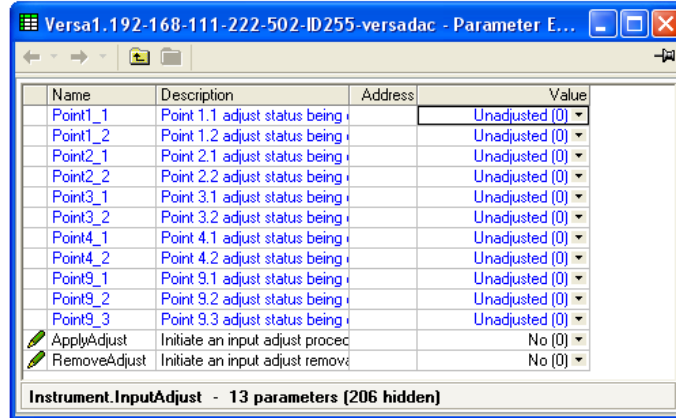 Versa1.192-168-111-222-502-ID255-versadac - Parameter E...
Name Description Address Value
Point1_1 Point 1.1 adjust status being Unadjusted (0)
Point1_2 Point 1.2 adjust status being Unadjusted (0)
Point2_1 Point 2.1 adjust status being Unadjusted (0)
Point2_2 Point 2.2 adjust status being Unadjusted (0)
Point3_1 Point 3.1 adjust status being Unadjusted (0)
Point3_2 Point 3.2 adjust status being Unadjusted (0)
Point4_1 Point 4.1 adjust status being Unadjusted (0)
Point4_2 Point 4.2 adjust status being Unadjusted (0)
Point9_1 Point 9.1 adjust status being Unadjusted (0)
Point9_2 Point 9.2 adjust status being Unadjusted (0)
Point9_3 Point 9.3 adjust status being Unadjusted (0)
ApplyAdjust Initiate an input adjust proced No (0)
RemoveAdjust Initiate an input adjust remova No (0)
Instrument.InputAdjust - 13 parameters (206 hidden)